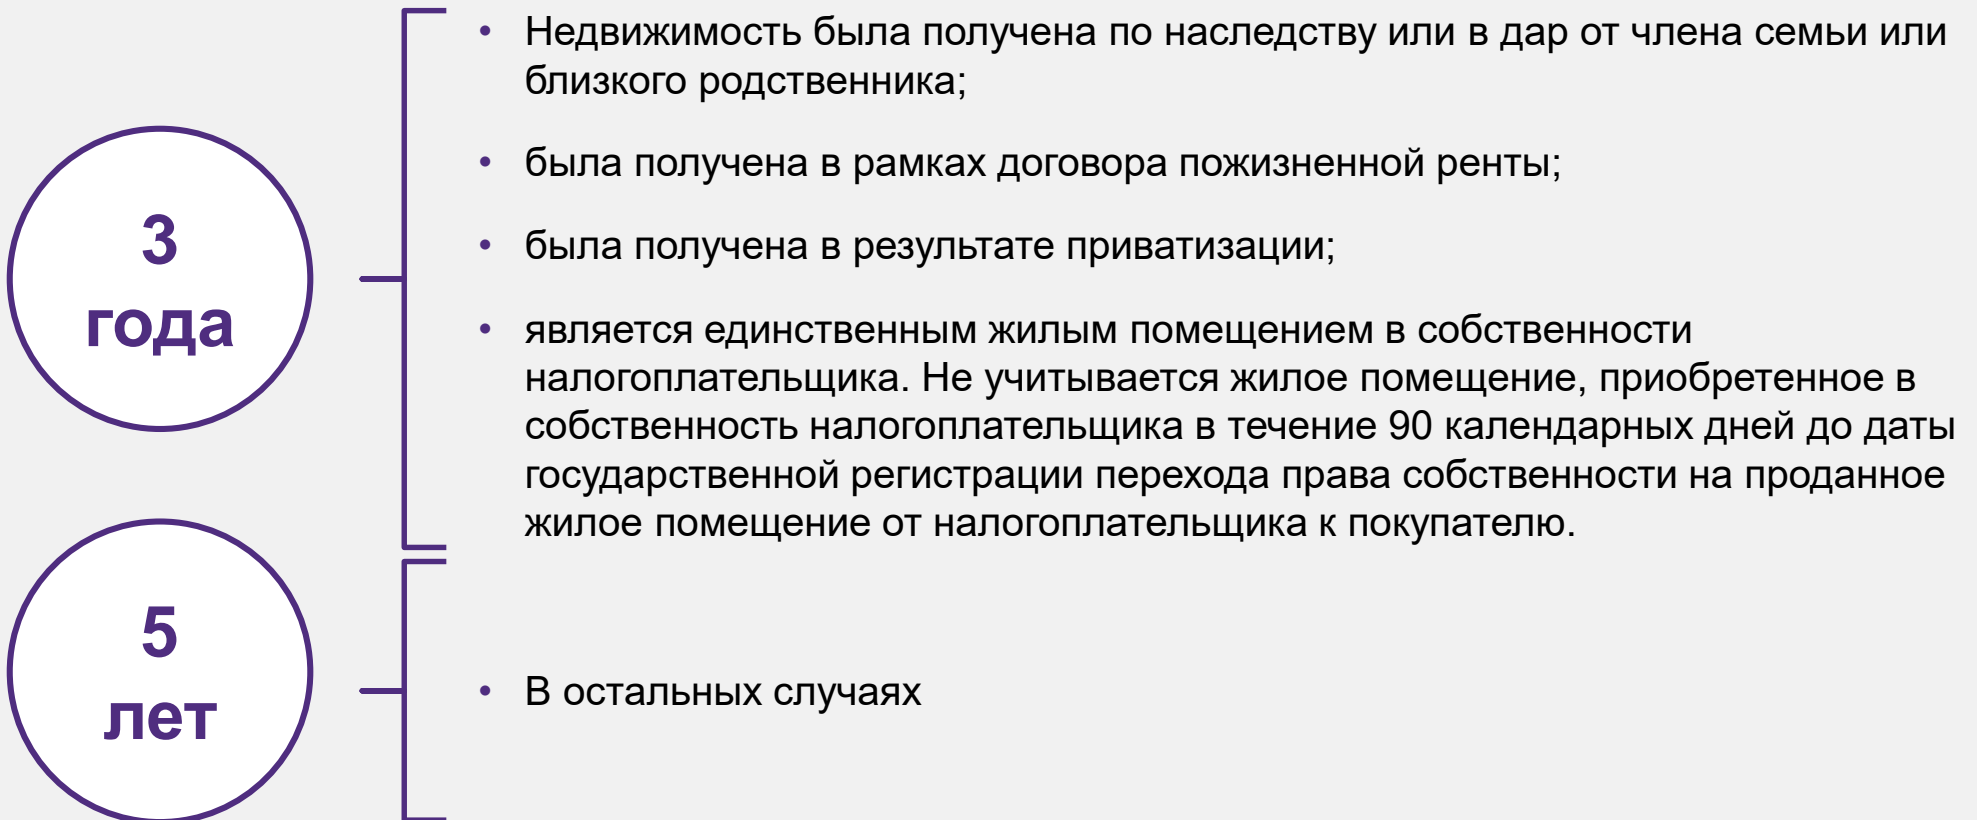 3
года
• Недвижимость была получена по наследству или в дар от члена семьи или
близкого родственника;
• была получена в рамках договора пожизненной ренты;
• была получена в результате приватизации;
• является единственным жилым помещением в собственности
налогоплательщика. Не учитывается жилое помещение, приобретенное в
собственность налогоплательщика в течение 90 календарных дней до даты
государственной регистрации перехода права собственности на проданное
жилое помещение от налогоплательщика к покупателю.
5
лет
• В остальных случаях